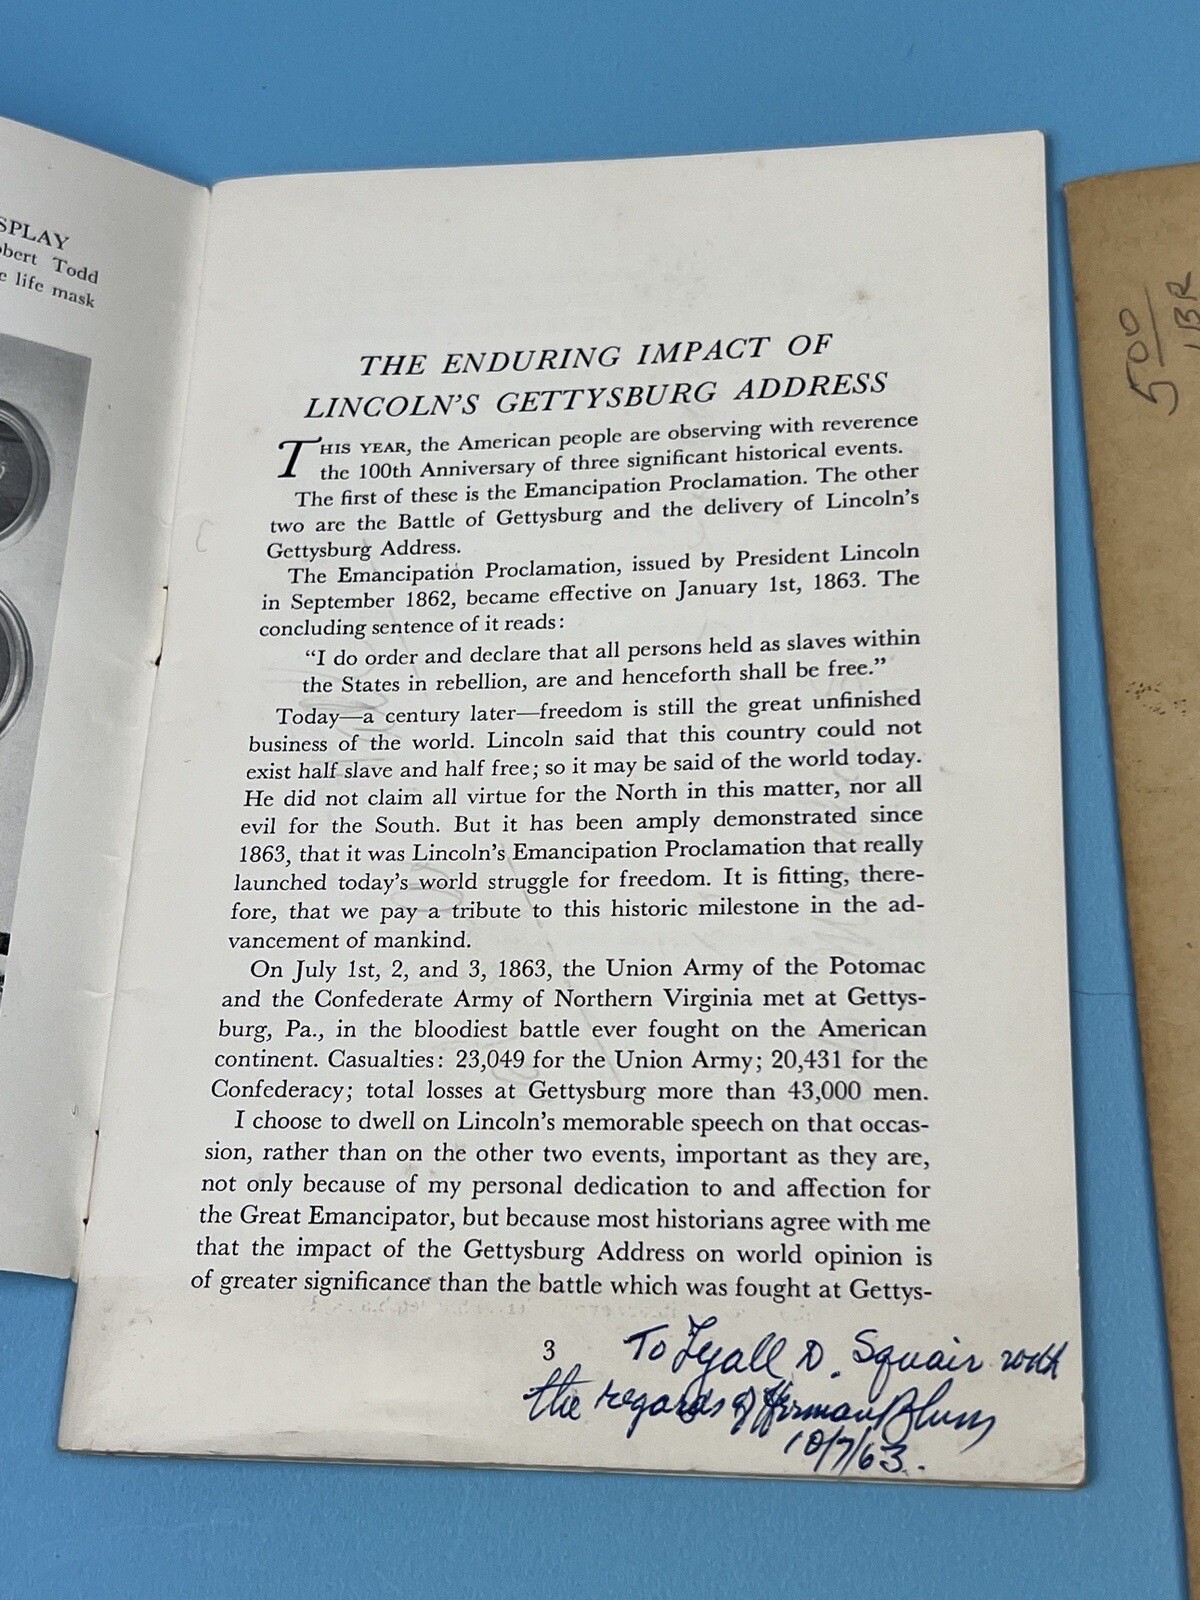 SPLAY
bert Todd
e life mask
THE ENDURING IMPACT OF
LINCOLN'S GETTYSBURG ADDRESS
THIS YEAR, the American people are observing with reverence
the 100th Anniversary of three significant historical events.
The first of these is the Emancipation Proclamation. The other
two are the Battle of Gettysburg and the delivery of Lincoln's
Gettysburg Address.
The Emancipation Proclamation, issued by President Lincoln
in September 1862, became effective on January 1st, 1863. The
concluding sentence of it reads:
"I do order and declare that all persons held as slaves within
the States in rebellion, are and henceforth shall be free."
Today—a century later—freedom is still the great unfinished
business of the world. Lincoln said that this country could not
exist half slave and half free; so it may be said of the world today.
He did not claim all virtue for the North in this matter, nor all
evil for the South. But it has been amply demonstrated since
1863, that it was Lincoln's Emancipation Proclamation that really
launched today's world struggle for freedom. It is fitting, there-
fore, that we pay a tribute to this historic milestone in the ad-
vancement of mankind.
On July 1st, 2, and 3, 1863, the Union Army of the Potomac
and the Confederate Army of Northern Virginia met at Gettys-
burg, Pa., in the bloodiest battle ever fought on the American
continent. Casualties: 23,049 for the Union Army; 20,431 for the
Confederacy; total losses at Gettysburg more than 43,000 men.
I choose to dwell on Lincoln's memorable speech on that occas-
sion, rather than on the other two events, important as they are,
not only because of my personal dedication to and affection for
the Great Emancipator, but because most historians agree with me
that the impact of the Gettysburg Address on world opinion is
of greater significance than the battle which was fought at Gettys-
3
To Lyall D. Squair with
the regards of Herman Blum
10/7/63.
500